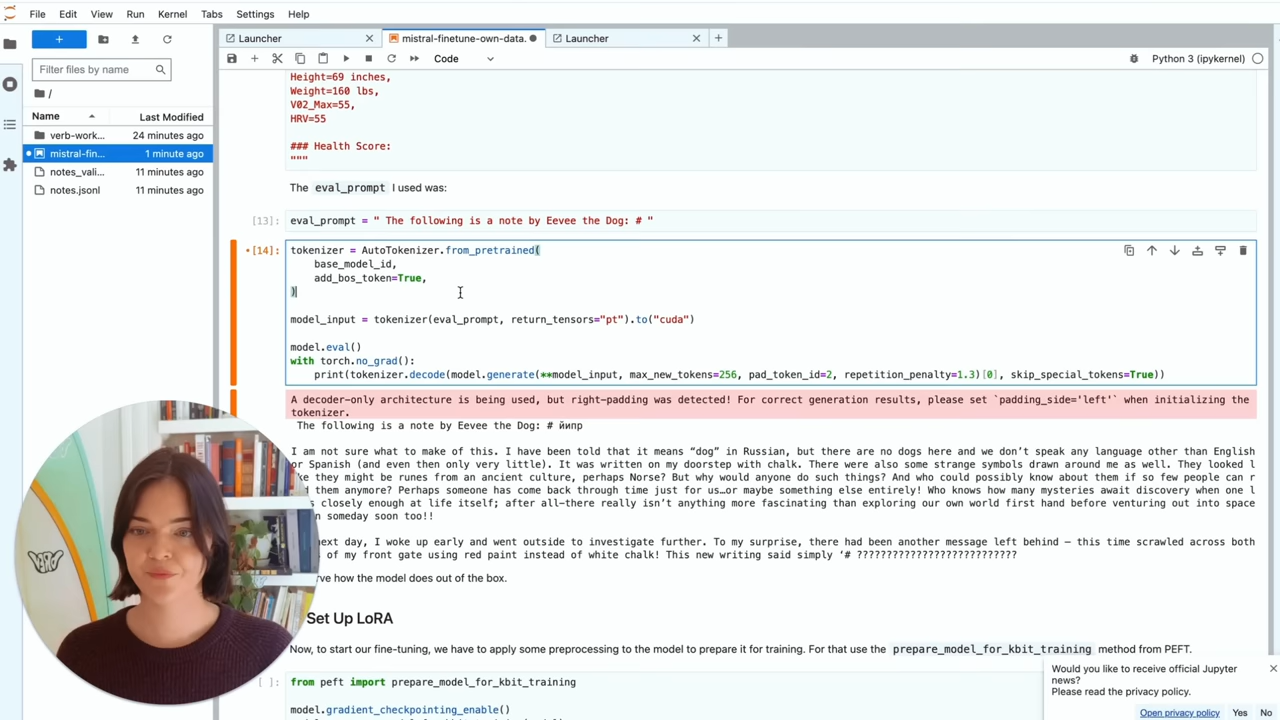 File Edit View Run Kernel Tabs Settings Help
Launcher mistral-finetune-own-data. Launcher
Code Python 3 (ipykernel)
Filter files by name
/
Name Last Modified
verb-work... 24 minutes ago
mistral-fin... 1 minute ago
notes_vali... 11 minutes ago
notes.jsonl 11 minutes ago
Height=69 inches,
Weight=160 lbs,
V02_Max=55,
HRV=55
### Health Score:
"""
The eval_prompt I used was:
[13]: eval_prompt = " The following is a note by Eevee the Dog: # "
[14]: tokenizer = AutoTokenizer.from_pretrained(
base_model_id,
add_bos_token=True,
)
model_input = tokenizer(eval_prompt, return_tensors="pt").to("cuda")
model.eval()
with torch.no_grad():
print(tokenizer.decode(model.generate(**model_input, max_new_tokens=256, pad_token_id=2, repetition_penalty=1.3)[0], skip_special_tokens=True))
A decoder-only architecture is being used, but right-padding was detected! For correct generation results, please set `padding_side='left'` when initializing the
tokenizer.
The following is a note by Eevee the Dog: # йипр
I am not sure what to make of this. I have been told that it means “dog” in Russian, but there are no dogs here and we don’t speak any language other than English
or Spanish (and even then only very little). It was written on my doorstep with chalk. There were also some strange symbols drawn around me as well. They looked l
ke they might be runes from an ancient culture, perhaps Norse? But why would anyone do such things? And who could possibly know about them if so few people can r
d them anymore? Perhaps someone has come back through time just for us…or maybe something else entirely! Who knows how many mysteries await discovery when one l
s closely enough at life itself; after all-there really isn’t anything more fascinating than exploring our own world first hand before venturing out into space
n someday soon too!!
next day, I woke up early and went outside to investigate further. To my surprise, there had been another message left behind – this time scrawled across both
of my front gate using red paint instead of white chalk! This new writing said simply ‘# ???????????????????????????
rve how the model does out of the box.
Set Up LoRA
Now, to start our fine-tuning, we have to apply some preprocessing to the model to prepare it for training. For that use the prepare_model_for_kbit_training method from PEFT.
[ ]: from peft import prepare_model_for_kbit_training
model.gradient_checkpointing_enable()
Would you like to receive official Jupyter
news?
Please read the privacy policy.
Open privacy policy Yes No